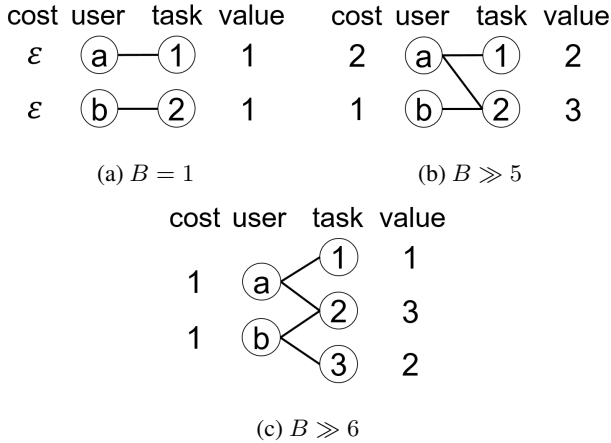 cost user task value
ε a 1 1
ε b 2 1
(a) B = 1
cost user task value
2 a 1 2
1 b 2 3
(b) B ≫ 5
cost user task value
1 1
1 a
2 3
1 b
3 2
(c) B ≫ 6